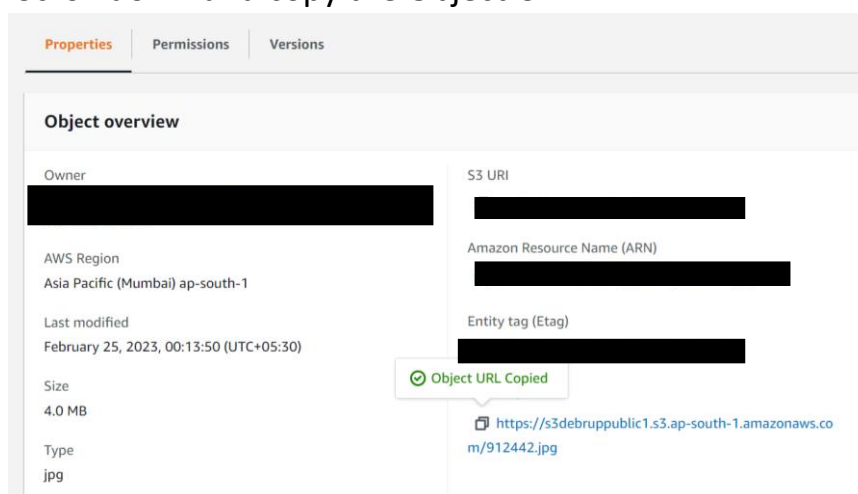 Properties Permissions Versions
Object overview
Owner
AWS Region
Asia Pacific (Mumbai) ap-south-1
Last modified
February 25, 2023, 00:13:50 (UTC+05:30)
Size
4.0 MB
Type
jpg
S3 URI
Amazon Resource Name (ARN)
Entity tag (Etag)
Object URL Copied
https://s3debruppublic1.s3.ap-south-1.amazonaws.co
m/912442.jpg